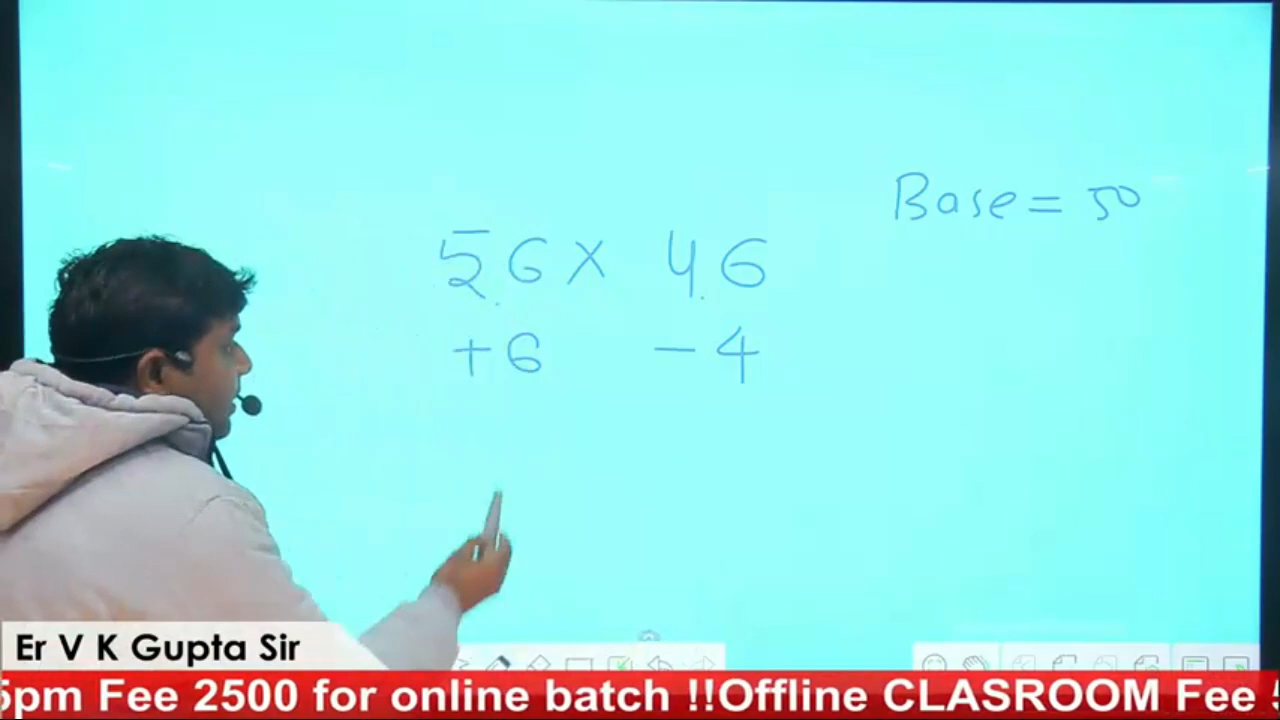 Base = 50
56 × 46
+6 -4
Er V K Gupta Sir
5pm Fee 2500 for online batch !!Offline CLASROOM Fee 5